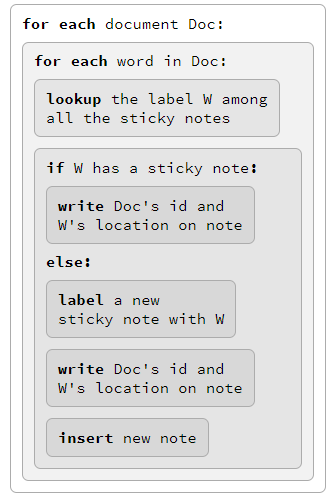 for each document Doc:
for each word in Doc:
lookup the label W among
all the sticky notes
if W has a sticky note:
write Doc's id and
W's location on note
else:
label a new
sticky note with W
write Doc's id and
W's location on note
insert new note